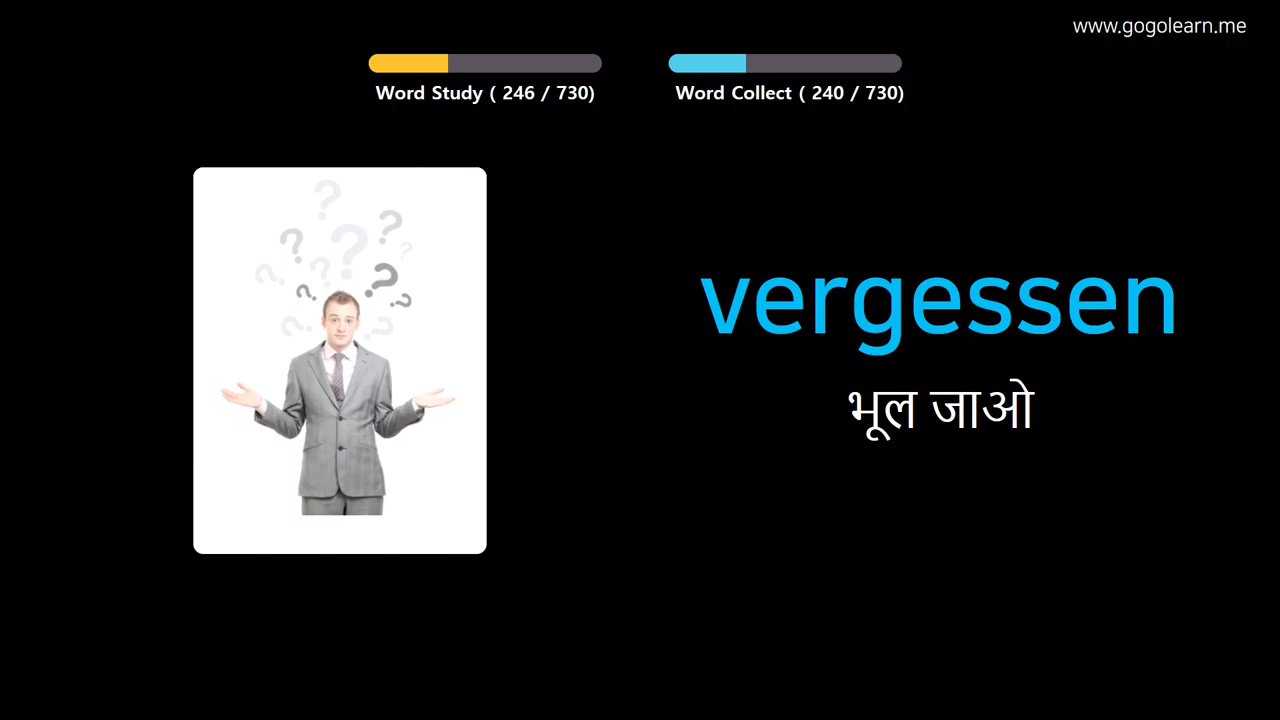 www.gogolearn.me
Word Study ( 246 / 730)
Word Collect ( 240 / 730)
vergessen
भूल जाओ